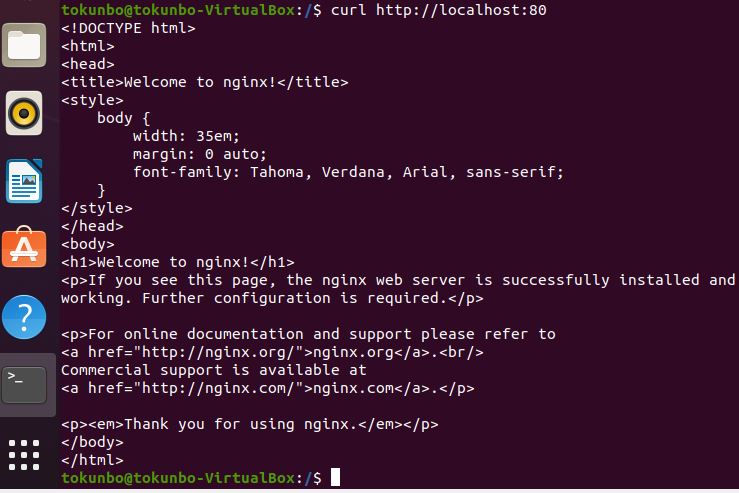 tokunbo@tokunbo-VirtualBox:/$ curl http://localhost:80
<!DOCTYPE html>
<html>
<head>
<title>Welcome to nginx!</title>
<style>
    body {
        width: 35em;
        margin: 0 auto;
        font-family: Tahoma, Verdana, Arial, sans-serif;
    }
</style>
</head>
<body>
<h1>Welcome to nginx!</h1>
<p>If you see this page, the nginx web server is successfully installed and
working. Further configuration is required.</p>

<p>For online documentation and support please refer to
<a href="http://nginx.org/">nginx.org</a>.<br/>
Commercial support is available at
<a href="http://nginx.com/">nginx.com</a>.</p>

<p><em>Thank you for using nginx.</em></p>
</body>
</html>
tokunbo@tokunbo-VirtualBox:/$